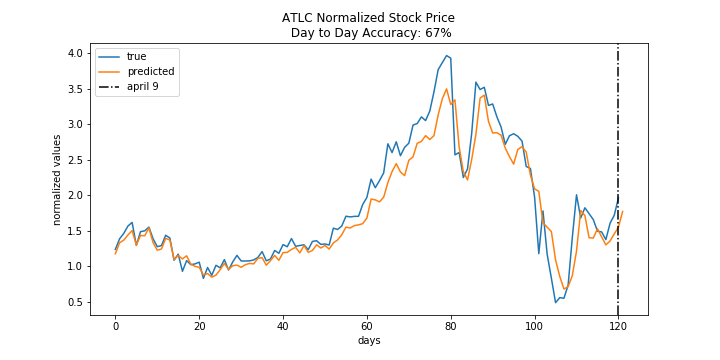 ATLC Normalized Stock Price
Day to Day Accuracy: 67%
true
predicted
april 9
normalized values
4.0
3.5
3.0
2.5
2.0
1.5
1.0
0.5
0 20 40 60 80 100 120
days